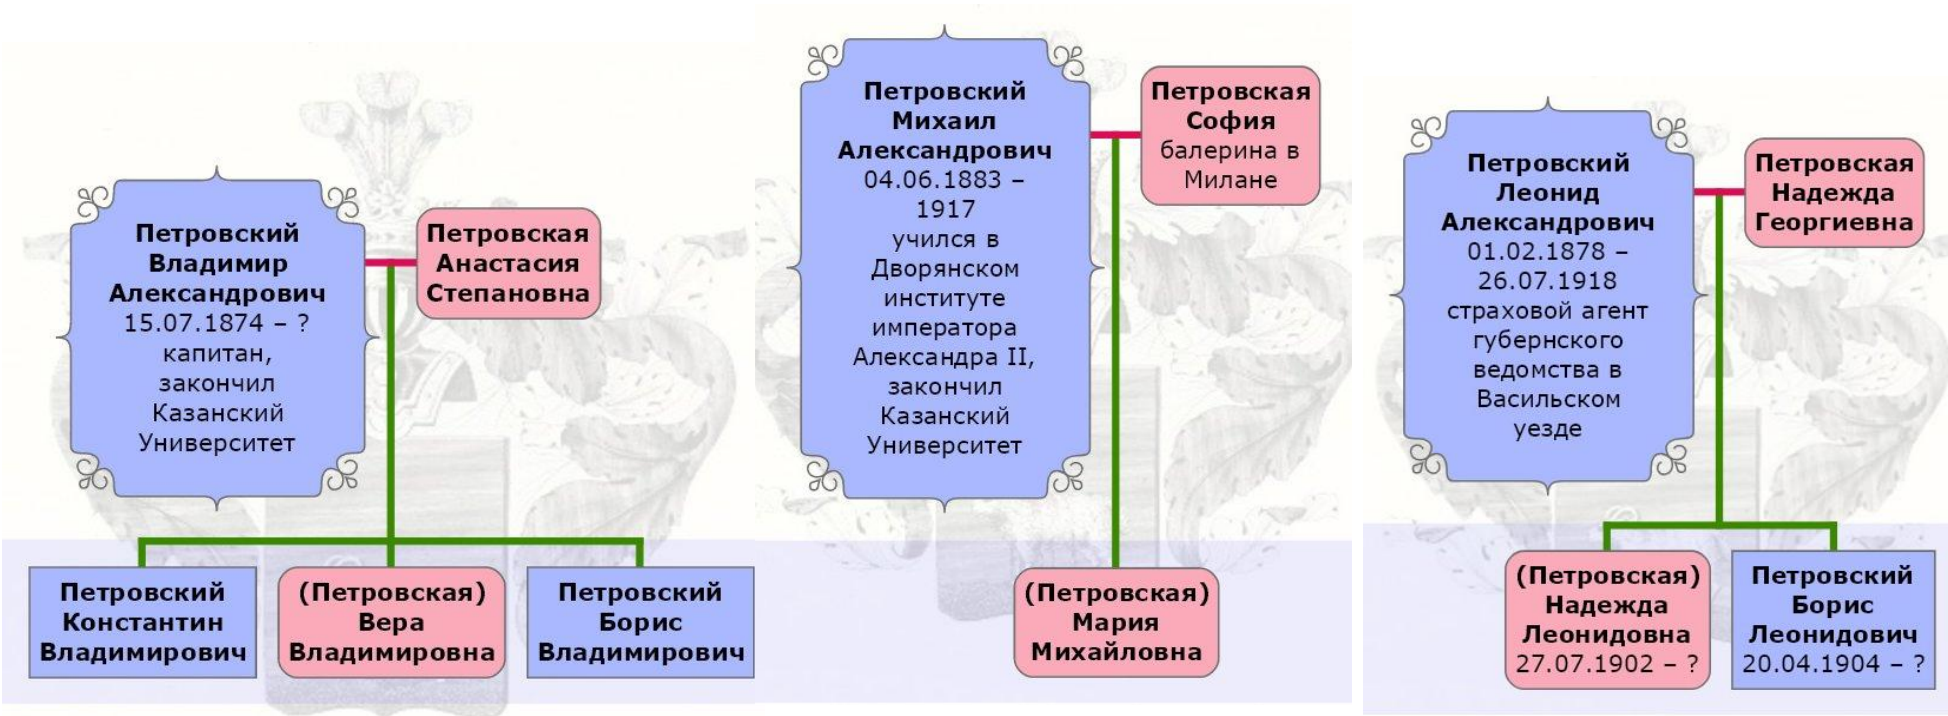 Петровский
Владимир
Александрович
15.07.1874 – ?
капитан,
закончил
Казанский
Университет
Петровская
Анастасия
Степановна
Петровский
Константин
Владимирович
(Петровская)
Вера
Владимировна
Петровский
Борис
Владимирович
Петровский
Михаил
Александрович
04.06.1883 –
1917
учился в
Дворянском
институте
императора
Александра II,
закончил
Казанский
Университет
Петровская
София
балерина в
Милане
(Петровская)
Мария
Михайловна
Петровский
Леонид
Александрович
01.02.1878 –
26.07.1918
страховой агент
губернского
ведомства в
Васильском
уезде
Петровская
Надежда
Георгиевна
(Петровская)
Надежда
Леонидовна
27.07.1902 – ?
Петровский
Борис
Леонидович
20.04.1904 – ?